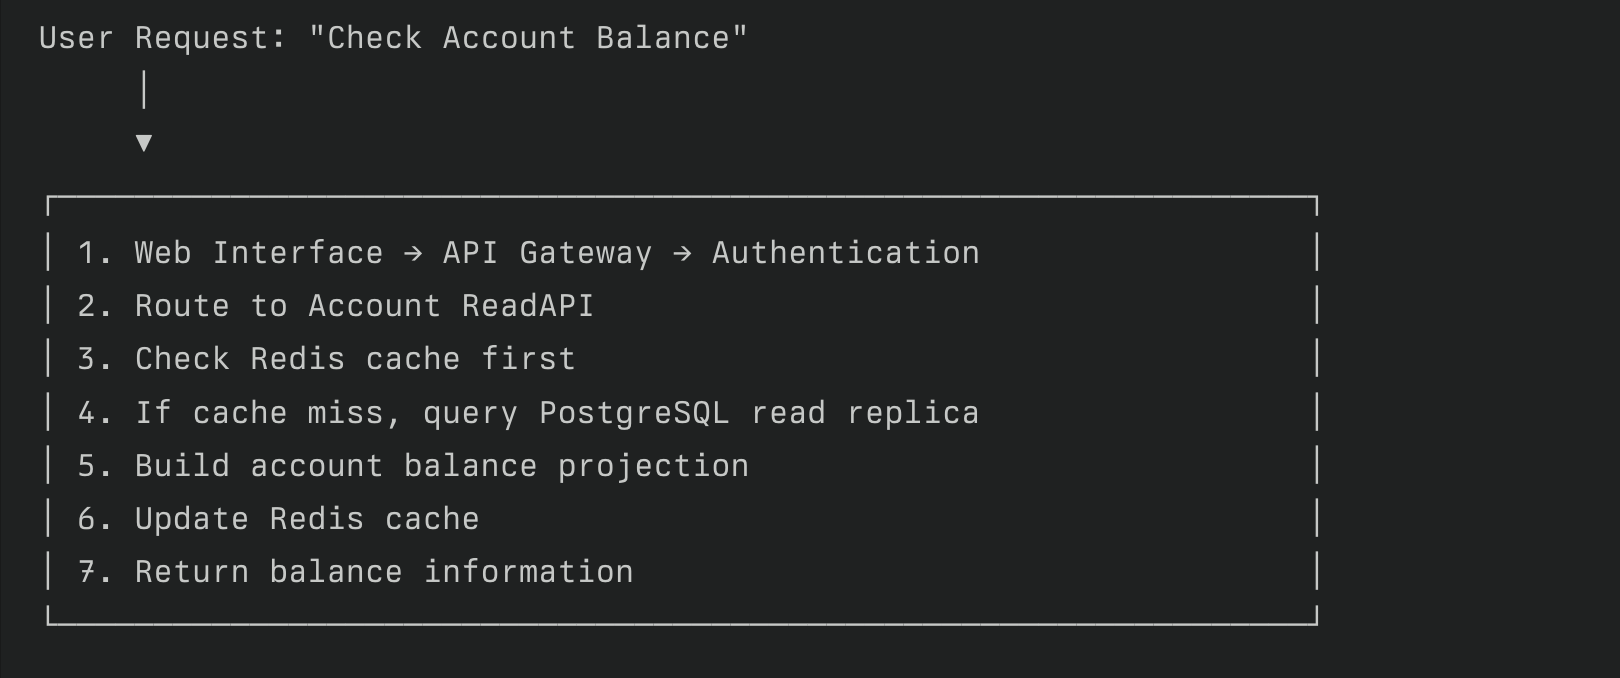 User Request: "Check Account Balance"
1. Web Interface → API Gateway → Authentication
2. Route to Account ReadAPI
3. Check Redis cache first
4. If cache miss, query PostgreSQL read replica
5. Build account balance projection
6. Update Redis cache
7. Return balance information